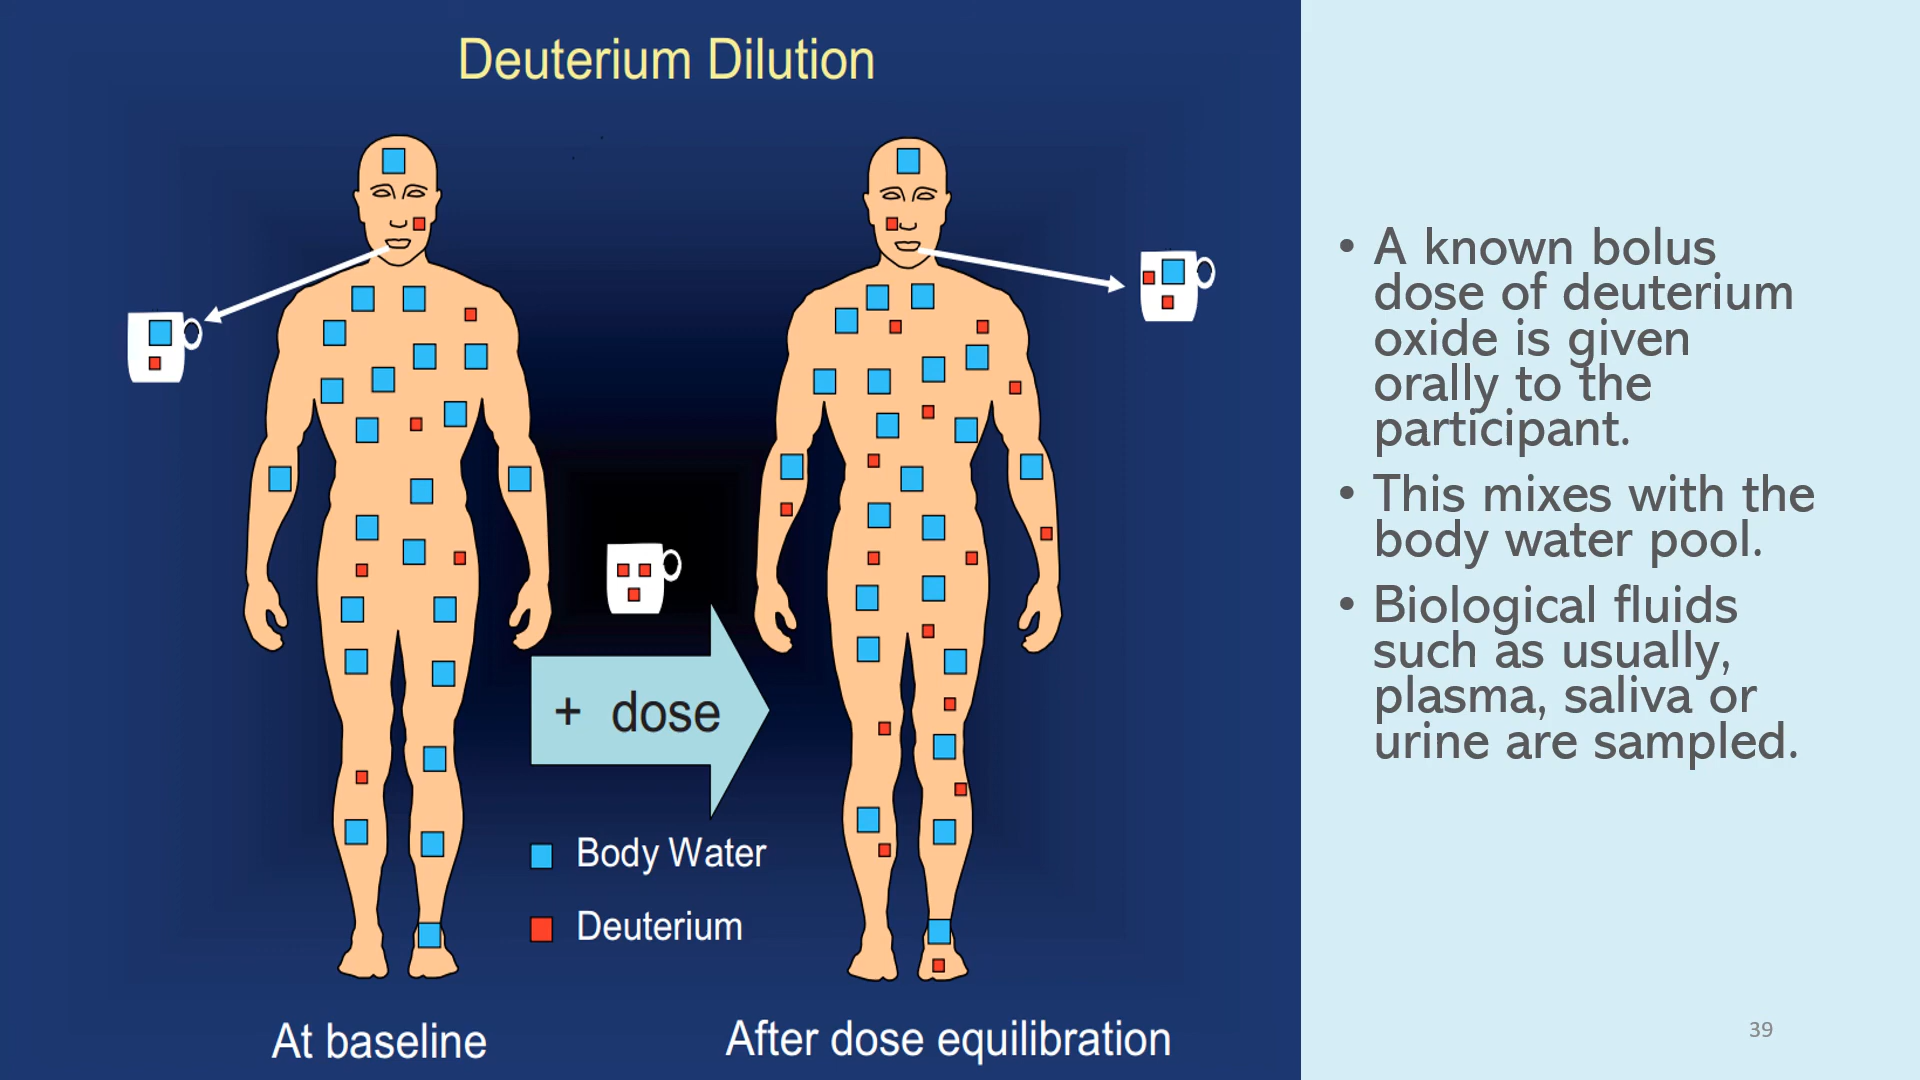 Deuterium Dilution
+ dose
Body Water
Deuterium
At baseline
After dose equilibration
• A known bolus
dose of deuterium
oxide is given
orally to the
participant.
• This mixes with the
body water pool.
• Biological fluids
such as usually,
plasma, saliva or
urine are sampled.
39